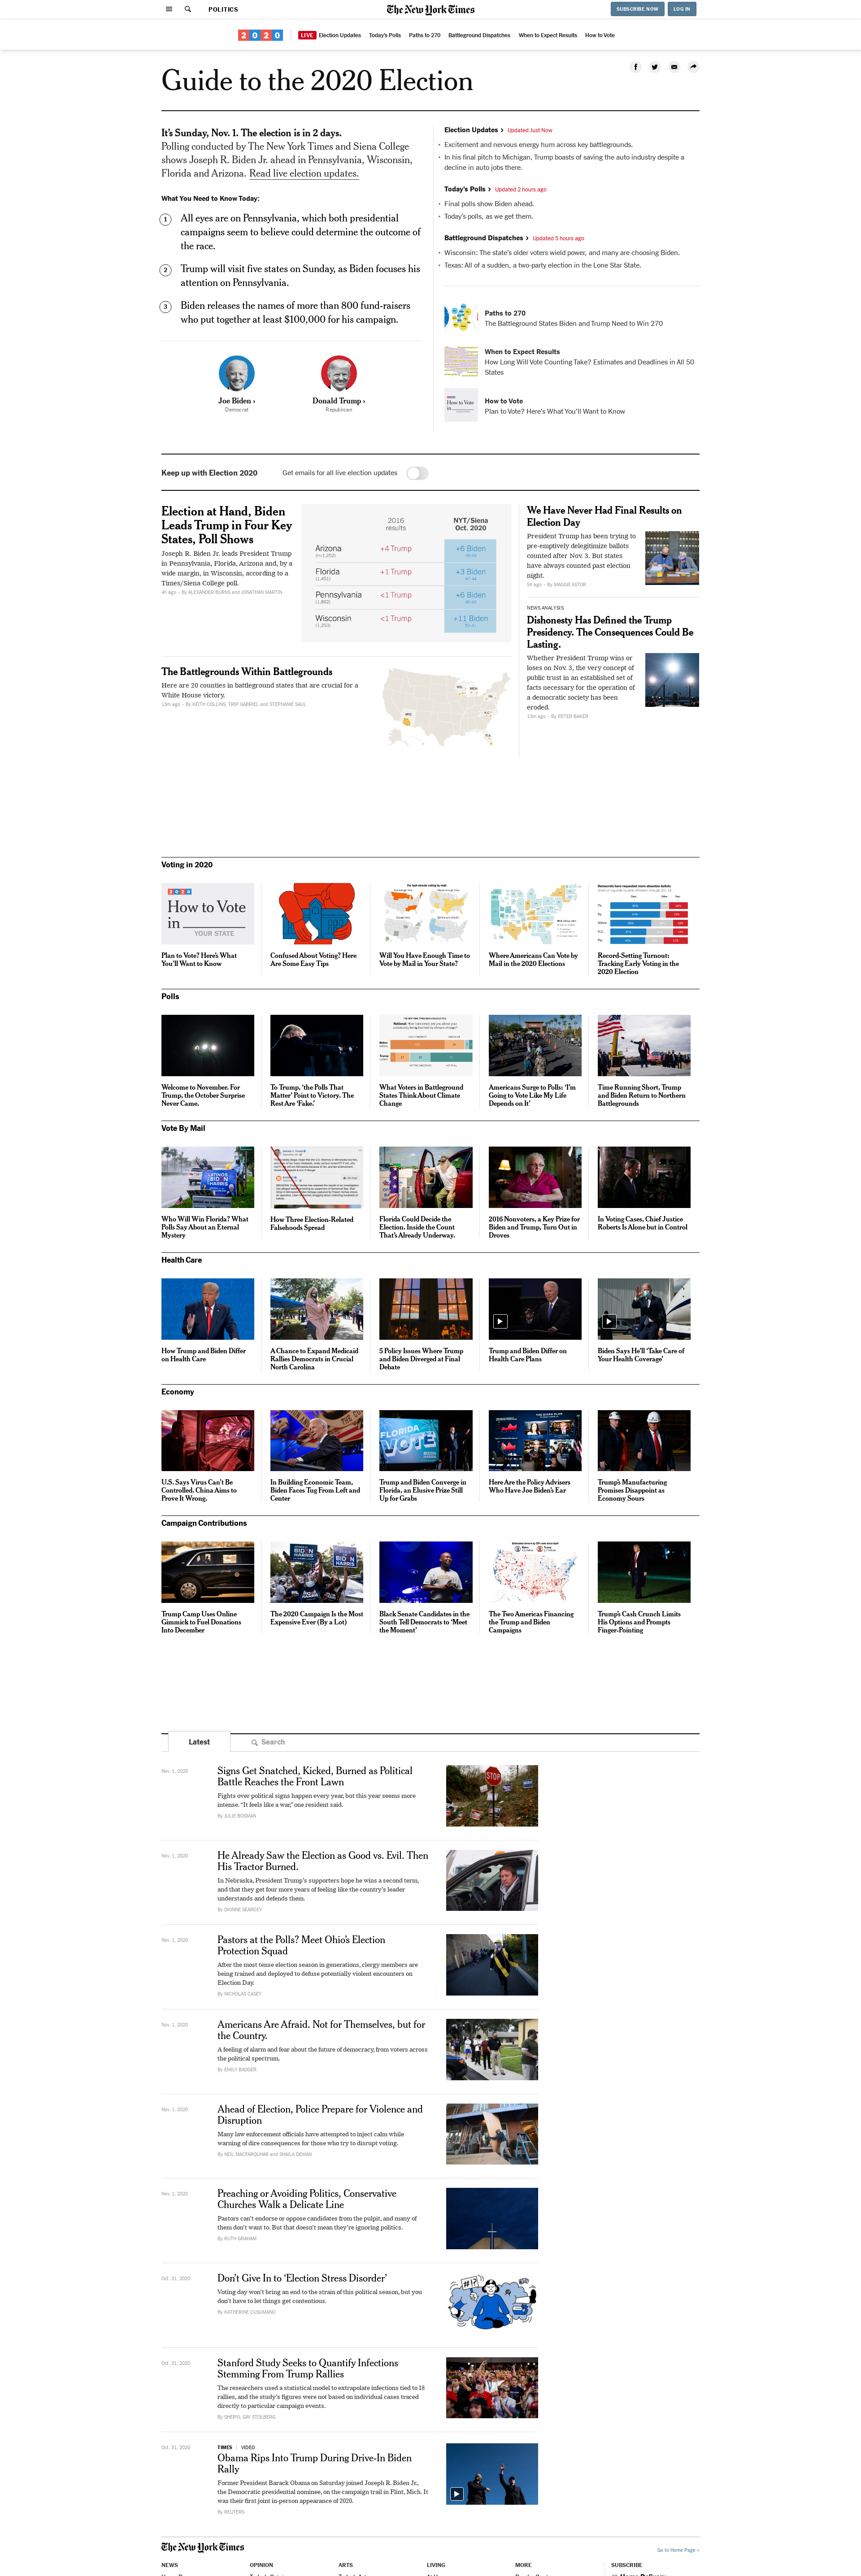 POLITICS
The New York Times
SUBSCRIBE NOW
LOG IN
2020
LIVE
Election Updates
Today's Polls
Paths to 270
Battleground Dispatches
When to Expect Results
How to Vote
Guide to the 2020 Election
It's Sunday, Nov. 1. The election is in 2 days.
Polling conducted by The New York Times and Siena College
shows Joseph R. Biden Jr. ahead in Pennsylvania, Wisconsin,
Florida and Arizona. Read live election updates.
What You Need to Know Today:
1
All eyes are on Pennsylvania, which both presidential
campaigns seem to believe could determine the outcome of
the race.
2
Trump will visit five states on Sunday, as Biden focuses his
attention on Pennsylvania.
3
Biden releases the names of more than 800 fund-raisers
who put together at least $100,000 for his campaign.
Joe Biden ›
Democrat
Donald Trump ›
Republican
Election Updates › Updated Just Now
• Excitement and nervous energy hum across key battlegrounds.
• In his final pitch to Michigan, Trump boasts of saving the auto industry despite a
decline in auto jobs there.
Today's Polls › Updated 2 hours ago
• Final polls show Biden ahead.
• Today's polls, as we get them.
Battleground Dispatches › Updated 5 hours ago
• Wisconsin: The state's older voters wield power, and many are choosing Biden.
• Texas: All of a sudden, a two-party election in the Lone Star State.
Paths to 270
The Battleground States Biden and Trump Need to Win 270
When to Expect Results
How Long Will Vote Counting Take? Estimates and Deadlines in All 50
States
How to Vote
in
How to Vote
Plan to Vote? Here's What You'll Want to Know
Keep up with Election 2020
Get emails for all live election updates
Election at Hand, Biden
Leads Trump in Four Key
States, Poll Shows
Joseph R. Biden Jr. leads President Trump
in Pennsylvania, Florida, Arizona and, by a
wide margin, in Wisconsin, according to a
Times/Siena College poll.
4h ago · By ALEXANDER BURNS and JONATHAN MARTIN
2016
results
NYT/Siena
Oct. 2020
Arizona
(n=1,252)
+4 Trump
+6 Biden
Florida
(1,451)
+1 Trump
+3 Biden
Pennsylvania
(1,862)
<1 Trump
+6 Biden
Wisconsin
(1,253)
<1 Trump
+11 Biden
The Battlegrounds Within Battlegrounds
Here are 20 counties in battleground states that are crucial for a
White House victory.
13m ago · By KEITH COLLINS, TRIP GABRIEL and STEPHANIE SAUL
We Have Never Had Final Results on
Election Day
President Trump has been trying to
pre-emptively delegitimize ballots
counted after Nov. 3. But states
have always counted past election
night.
5h ago · By MAGGIE ASTOR
NEWS ANALYSIS
Dishonesty Has Defined the Trump
Presidency. The Consequences Could Be
Lasting.
Whether President Trump wins or
loses on Nov. 3, the very concept of
public trust in an established set of
facts necessary for the operation of
a democratic society has been
eroded.
13m ago · By PETER BAKER
Voting in 2020
2020
How to Vote
in
YOUR STATE
Plan to Vote? Here's What
You'll Want to Know
Confused About Voting? Here
Are Some Easy Tips
Will You Have Enough Time to
Vote by Mail in Your State?
Where Americans Can Vote by
Mail in the 2020 Elections
Record-Setting Turnout:
Tracking Early Voting in the
2020 Election
Polls
Welcome to November. For
Trump, the October Surprise
Never Came.
To Trump, 'the Polls That
Matter' Point to Victory. The
Rest Are 'Fake.'
What Voters in Battleground
States Think About Climate
Change
Americans Surge to Polls: 'I'm
Going to Vote Like My Life
Depends on It'
Time Running Short, Trump
and Biden Return to Northern
Battlegrounds
Vote By Mail
Who Will Win Florida? What
Polls Say About an Eternal
Mystery
How Three Election-Related
Falsehoods Spread
Florida Could Decide the
Election. Inside the Count
That's Already Underway.
2016 Nonvoters, a Key Prize for
Biden and Trump, Turn Out in
Droves
In Voting Cases, Chief Justice
Roberts Is Alone but in Control
Health Care
How Trump and Biden Differ
on Health Care
A Chance to Expand Medicaid
Rallies Democrats in Crucial
North Carolina
5 Policy Issues Where Trump
and Biden Diverged at Final
Debate
Trump and Biden Differ on
Health Care Plans
Biden Says He'll 'Take Care of
Your Health Coverage'
Economy
U.S. Says Virus Can't Be
Controlled. China Aims to
Prove It Wrong.
In Building Economic Team,
Biden Faces Tug From Left and
Center
FLORIDA
VOTE
Trump and Biden Converge in
Florida, an Elusive Prize Still
Up for Grabs
Here Are the Policy Advisers
Who Have Joe Biden's Ear
Trump's Manufacturing
Promises Disappoint as
Economy Sours
Campaign Contributions
Trump Camp Uses Online
Gimmick to Fuel Donations
Into December
BIDEN
HARRIS
The 2020 Campaign Is the Most
Expensive Ever (By a Lot)
Black Senate Candidates in the
South Tell Democrats to 'Meet
the Moment'
The Two Americas Financing
the Trump and Biden
Campaigns
Trump's Cash Crunch Limits
His Options and Prompts
Finger-Pointing
Latest
Search
Nov. 1, 2020
Signs Get Snatched, Kicked, Burned as Political
Battle Reaches the Front Lawn
Fights over political signs happen every year, but this year seems more
intense. "It feels like a war," one resident said.
By JULIE BOSMAN
STOP
Nov. 1, 2020
He Already Saw the Election as Good vs. Evil. Then
His Tractor Burned.
In Nebraska, President Trump's supporters hope he wins a second term,
and that they get four more years of feeling like the country's leader
understands and defends them.
By DIONNE SEARCEY
Nov. 1, 2020
Pastors at the Polls? Meet Ohio's Election
Protection Squad
After the most tense election season in generations, clergy members are
being trained and deployed to defuse potentially violent encounters on
Election Day.
By NICHOLAS CASEY
Nov. 1, 2020
Americans Are Afraid. Not for Themselves, but for
the Country.
A feeling of alarm and fear about the future of democracy, from voters across
the political spectrum.
By EMILY BADGER
Nov. 1, 2020
Ahead of Election, Police Prepare for Violence and
Disruption
Many law enforcement officials have attempted to inject calm while
warning of dire consequences for those who try to disrupt voting.
By NEIL MACFARQUHAR and SHAILA DEWAN
Nov. 1, 2020
Preaching or Avoiding Politics, Conservative
Churches Walk a Delicate Line
Pastors can't endorse or oppose candidates from the pulpit, and many of
them don't want to. But that doesn't mean they're ignoring politics.
By RUTH GRAHAM
Oct. 31, 2020
Don't Give In to 'Election Stress Disorder'
Voting day won't bring an end to the strain of this political season, but you
don't have to let things get contentious.
By KATHERINE CUSUMANO
Oct. 31, 2020
Stanford Study Seeks to Quantify Infections
Stemming From Trump Rallies
The researchers used a statistical model to extrapolate infections tied to 18
rallies, and the study's figures were not based on individual cases traced
directly to particular campaign events.
By SHERYL GAY STOLBERG
Oct. 31, 2020
TIMES | VIDEO
Obama Rips Into Trump During Drive-In Biden
Rally
Former President Barack Obama on Saturday joined Joseph R. Biden Jr.,
the Democratic presidential nominee, on the campaign trail in Flint, Mich. It
was their first joint in-person appearance of 2020.
By REUTERS
The New York Times
Go to Home Page »
NEWS
OPINION
ARTS
LIVING
MORE
SUBSCRIBE